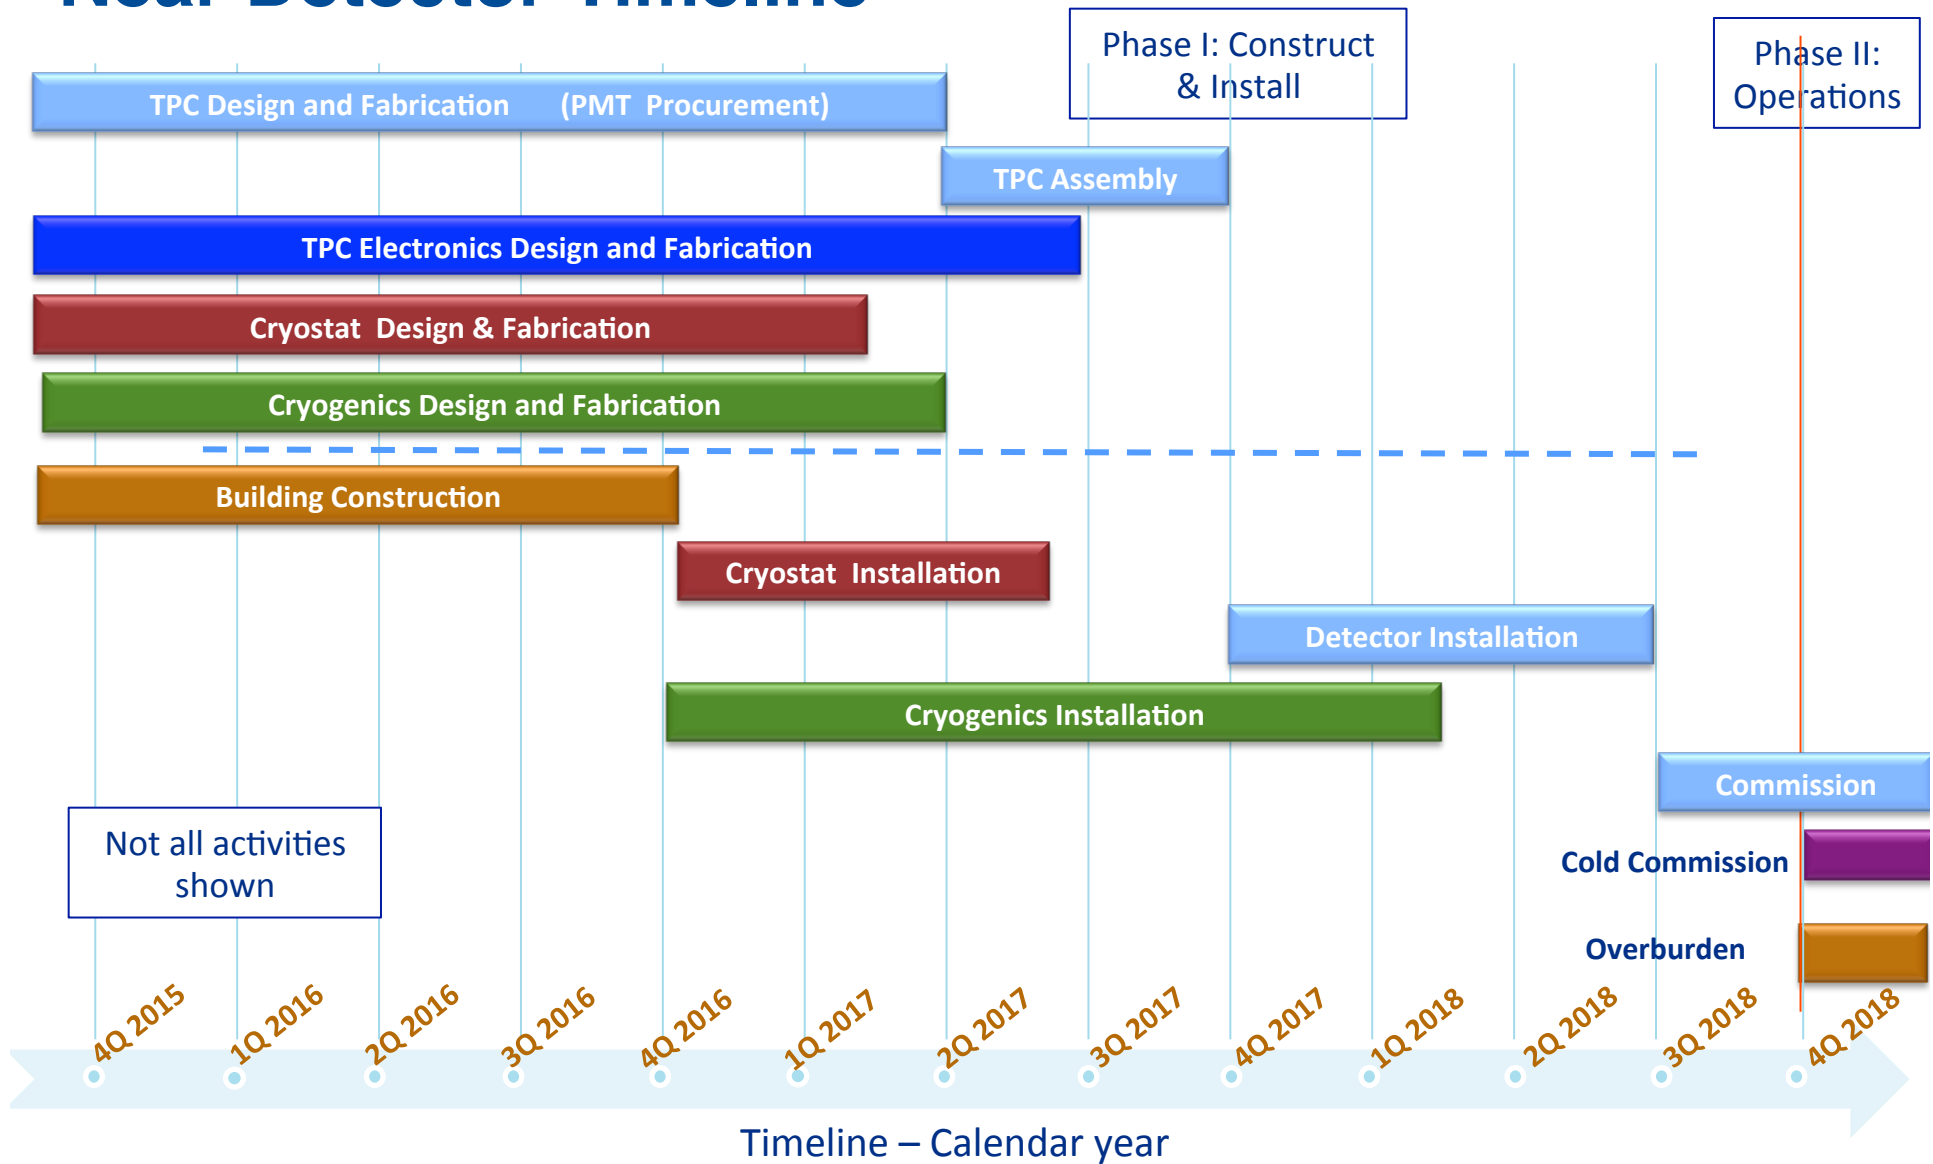 Near Detector Timeline
Phase I: Construct
& Install
Phase II:
Operations
TPC Design and Fabrication (PMT Procurement)
TPC Assembly
TPC Electronics Design and Fabrication
Cryostat Design & Fabrication
Cryogenics Design and Fabrication
Building Construction
Cryostat Installation
Detector Installation
Cryogenics Installation
Commission
Not all activities
shown
Cold Commission
Overburden
4Q 2015
1Q 2016
2Q 2016
3Q 2016
4Q 2016
1Q 2017
2Q 2017
3Q 2017
4Q 2017
1Q 2018
2Q 2018
3Q 2018
4Q 2018
Timeline – Calendar year